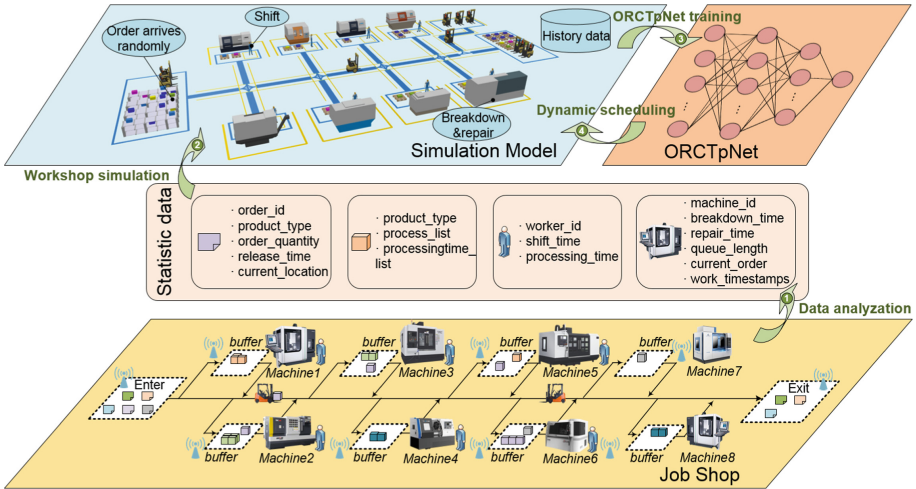 Order arrives
randomly
Shift
History data
ORCTpNet training
3
Dynamic scheduling
4
Breakdown
&repair
Simulation Model
ORCTpNet
2
Workshop simulation
Statistic data
· order_id
· product_type
· order_quantity
· release_time
· current_location
· product_type
· process_list
· processingtime_
list
· worker_id
· shift_time
· processing_time
· machine_id
· breakdown_time
· repair_time
· queue_length
· current_order
· work_timestamps
1
Data analyzation
buffer
Machine1
buffer
Machine3
buffer
Machine5
buffer
Machine7
Enter
Exit
buffer
Machine2
buffer
Machine4
buffer
Machine6
buffer
Machine8
Job Shop